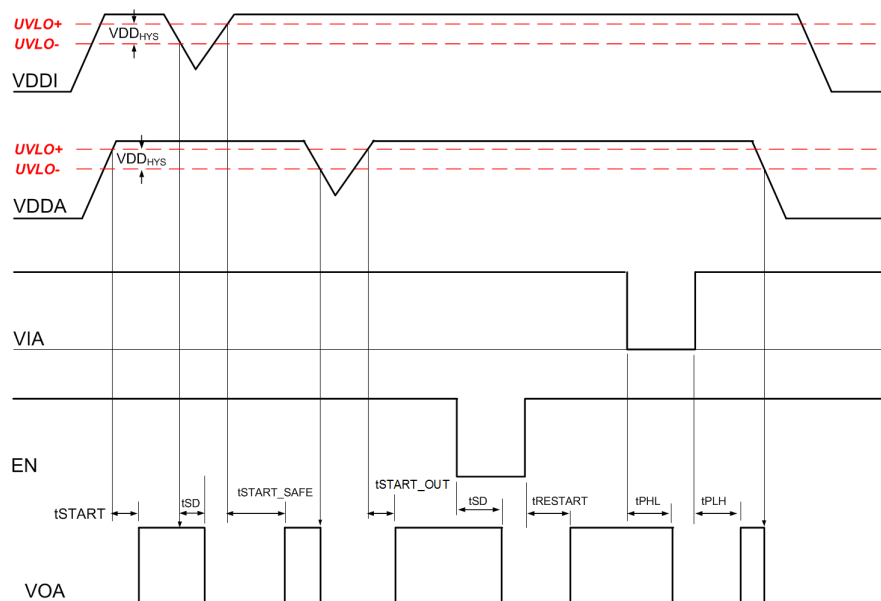 UVLO+
VDDHYS
UVLO-
VDDI
UVLO+
VDDHYS
UVLO-
VDDA
VIA
EN
tSTART
tSD
tSTART_SAFE
tSTART_OUT
tSD
tRESTART
tPHL
tPLH
VOA